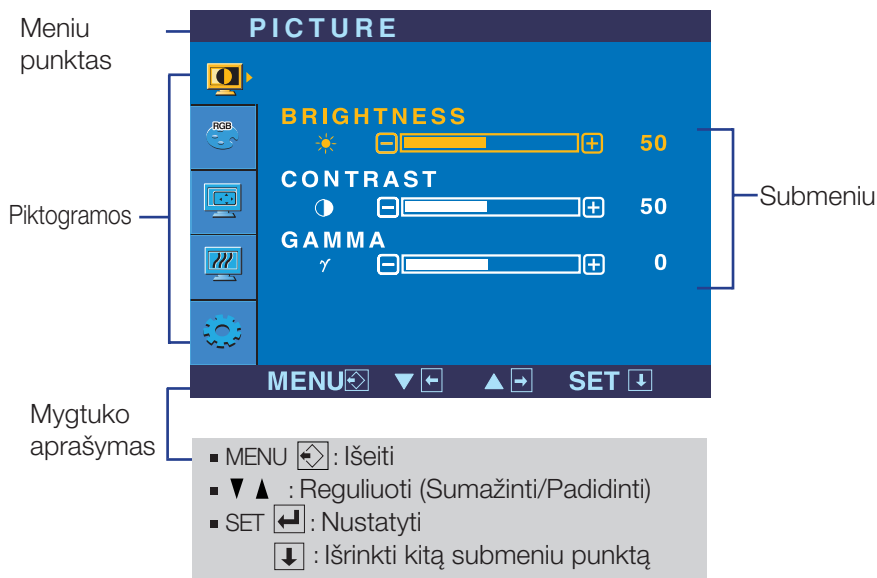 Meniu
punktas
PICTURE
RGB
BRIGHTNESS
50
CONTRAST
50
GAMMA
γ 0
Piktogramos
Submeniu
MENU ▼ ← ▲ → SET ↓
Mygtuko
aprašymas
▪ MENU : Išeiti
▪ ▼ ▲ : Reguliuoti (Sumažinti/Padidinti)
▪ SET ↵ : Nustatyti
↓ : Išrinkti kitą submeniu punktą